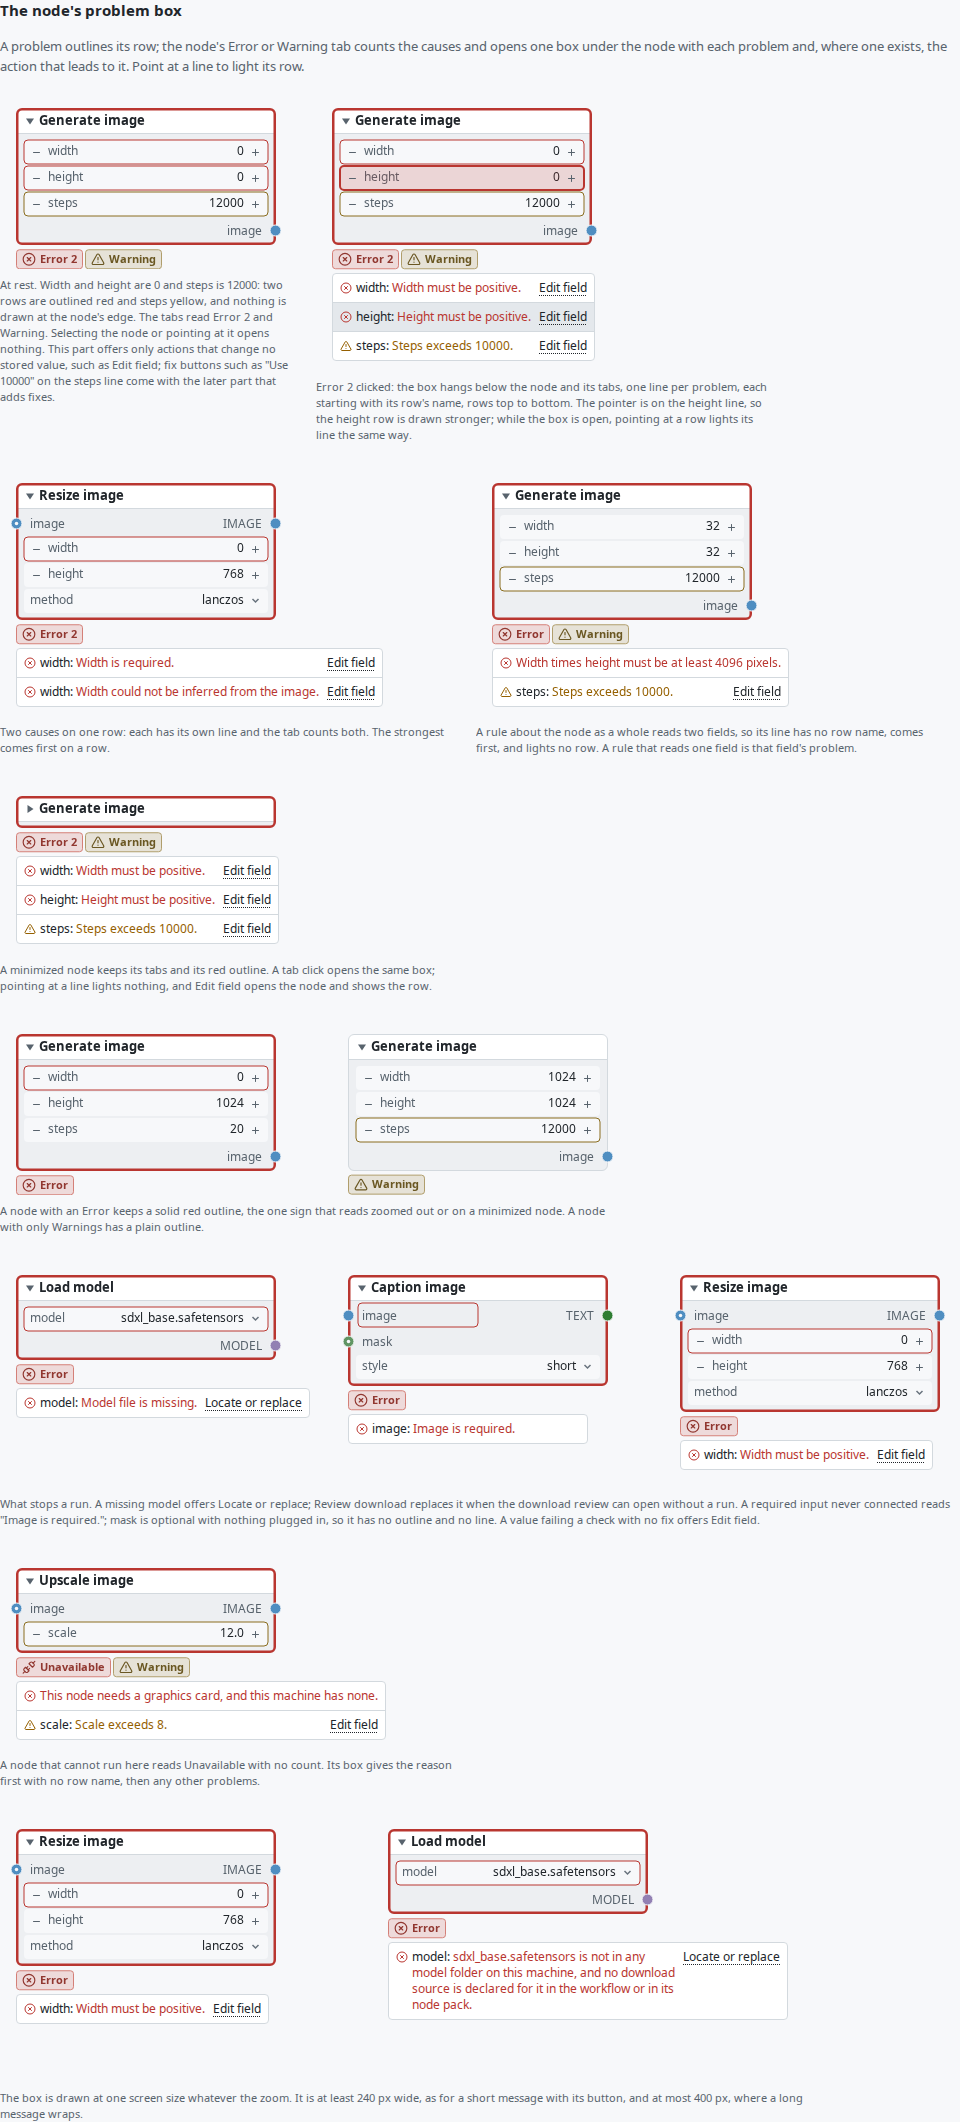 The node's problem box
A problem outlines its row; the node's Error or Warning tab counts the causes and opens one box under the node with each problem and, where one exists, the
action that leads to it. Point at a line to light its row.
Generate image
– width 0 +
– height 0 +
– steps 12000 +
image
Error 2 Warning
At rest. Width and height are 0 and steps is 12000: two
rows are outlined red and steps yellow, and nothing is
drawn at the node's edge. The tabs read Error 2 and
Warning. Selecting the node or pointing at it opens
nothing. This part offers only actions that change no
stored value, such as Edit field; fix buttons such as "Use
10000" on the steps line come with the later part that
adds fixes.
Generate image
– width 0 +
– height 0 +
– steps 12000 +
image
Error 2 Warning
width: Width must be positive. Edit field
height: Height must be positive. Edit field
steps: Steps exceeds 10000. Edit field
Error 2 clicked: the box hangs below the node and its tabs, one line per problem, each
starting with its row's name, rows top to bottom. The pointer is on the height line, so
the height row is drawn stronger; while the box is open, pointing at a row lights its
line the same way.
Resize image
image IMAGE
– width 0 +
– height 768 +
method lanczos
Error 2
width: Width is required. Edit field
width: Width could not be inferred from the image. Edit field
Two causes on one row: each has its own line and the tab counts both. The strongest
comes first on a row.
Generate image
– width 32 +
– height 32 +
– steps 12000 +
image
Error Warning
Width times height must be at least 4096 pixels.
steps: Steps exceeds 10000. Edit field
A rule about the node as a whole reads two fields, so its line has no row name, comes
first, and lights no row. A rule that reads one field is that field's problem.
Generate image
Error 2 Warning
width: Width must be positive. Edit field
height: Height must be positive. Edit field
steps: Steps exceeds 10000. Edit field
A minimized node keeps its tabs and its red outline. A tab click opens the same box;
pointing at a line lights nothing, and Edit field opens the node and shows the row.
Generate image
– width 0 +
– height 1024 +
– steps 20 +
image
Error
Generate image
– width 1024 +
– height 1024 +
– steps 12000 +
image
Warning
A node with an Error keeps a solid red outline, the one sign that reads zoomed out or on a minimized node. A node
with only Warnings has a plain outline.
Load model
model sdxl_base.safetensors
MODEL
Error
model: Model file is missing. Locate or replace
Caption image
image TEXT
mask
style short
Error
image: Image is required.
Resize image
image IMAGE
– width 0 +
– height 768 +
method lanczos
Error
width: Width must be positive. Edit field
What stops a run. A missing model offers Locate or replace; Review download replaces it when the download review can open without a run. A required input never connected reads
"Image is required."; mask is optional with nothing plugged in, so it has no outline and no line. A value failing a check with no fix offers Edit field.
Upscale image
image IMAGE
– scale 12.0 +
Unavailable Warning
This node needs a graphics card, and this machine has none.
scale: Scale exceeds 8. Edit field
A node that cannot run here reads Unavailable with no count. Its box gives the reason
first with no row name, then any other problems.
Resize image
image IMAGE
– width 0 +
– height 768 +
method lanczos
Error
width: Width must be positive. Edit field
Load model
model sdxl_base.safetensors
MODEL
Error
model: sdxl_base.safetensors is not in any Locate or replace
model folder on this machine, and no download
source is declared for it in the workflow or in its
node pack.
The box is drawn at one screen size whatever the zoom. It is at least 240 px wide, as for a short message with its button, and at most 400 px, where a long
message wraps.